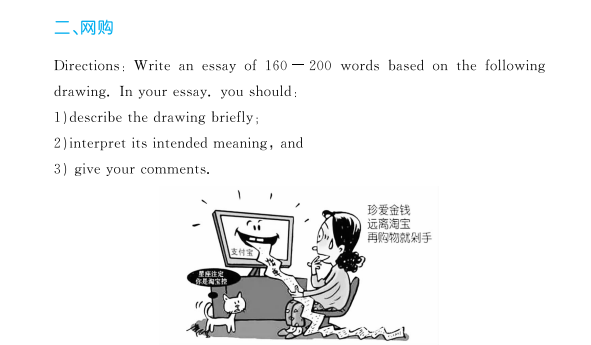 二、网购
Directions: Write an essay of 160－200 words based on the following
drawing. In your essay, you should:
1)describe the drawing briefly;
2)interpret its intended meaning, and
3) give your comments.
珍爱金钱
远离淘宝
再购物就剁手
支付宝
星座注定
你是淘宝控